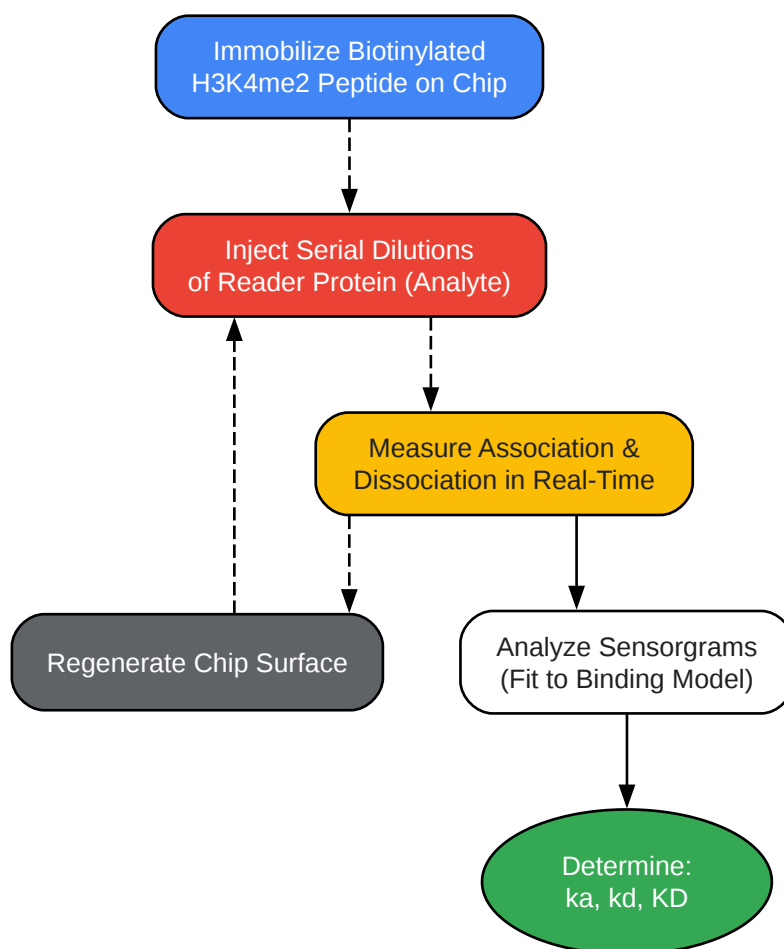 Immobilize Biotinylated
H3K4me2 Peptide on Chip
Inject Serial Dilutions
of Reader Protein (Analyte)
Measure Association &
Dissociation in Real-Time
Regenerate Chip Surface
Analyze Sensorgrams
(Fit to Binding Model)
Determine:
ka, kd, KD